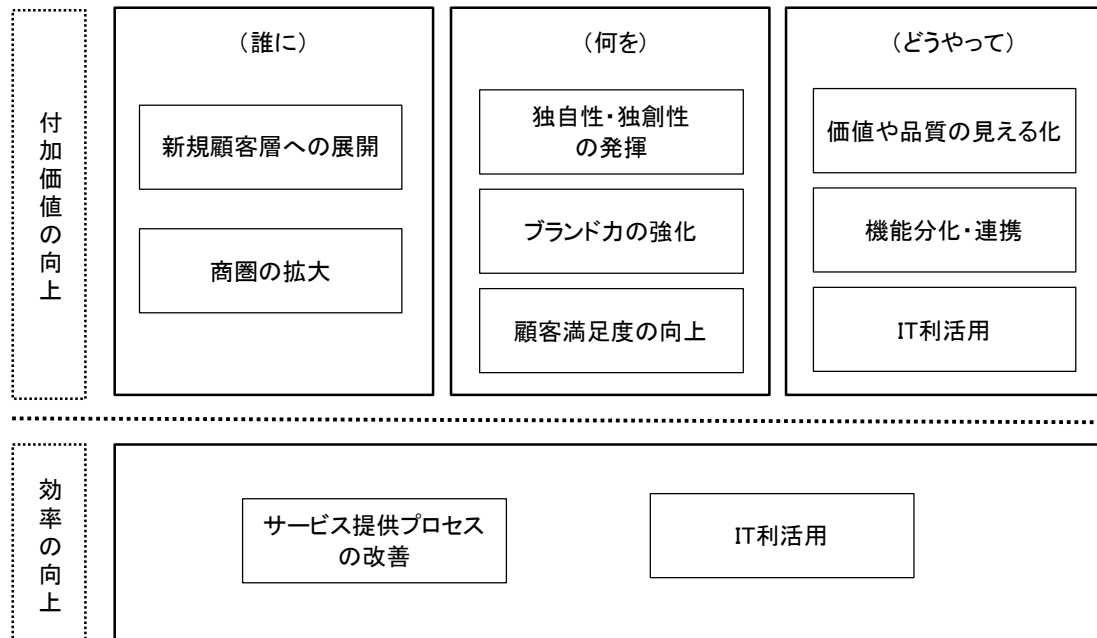 付加価値の向上
（誰に）
新規顧客層への展開
商圏の拡大
（何を）
独自性・独創性
の発揮
ブランド力の強化
顧客満足度の向上
（どうやって）
価値や品質の見える化
機能分化・連携
IT利活用
効率の向上
サービス提供プロセス
の改善
IT利活用